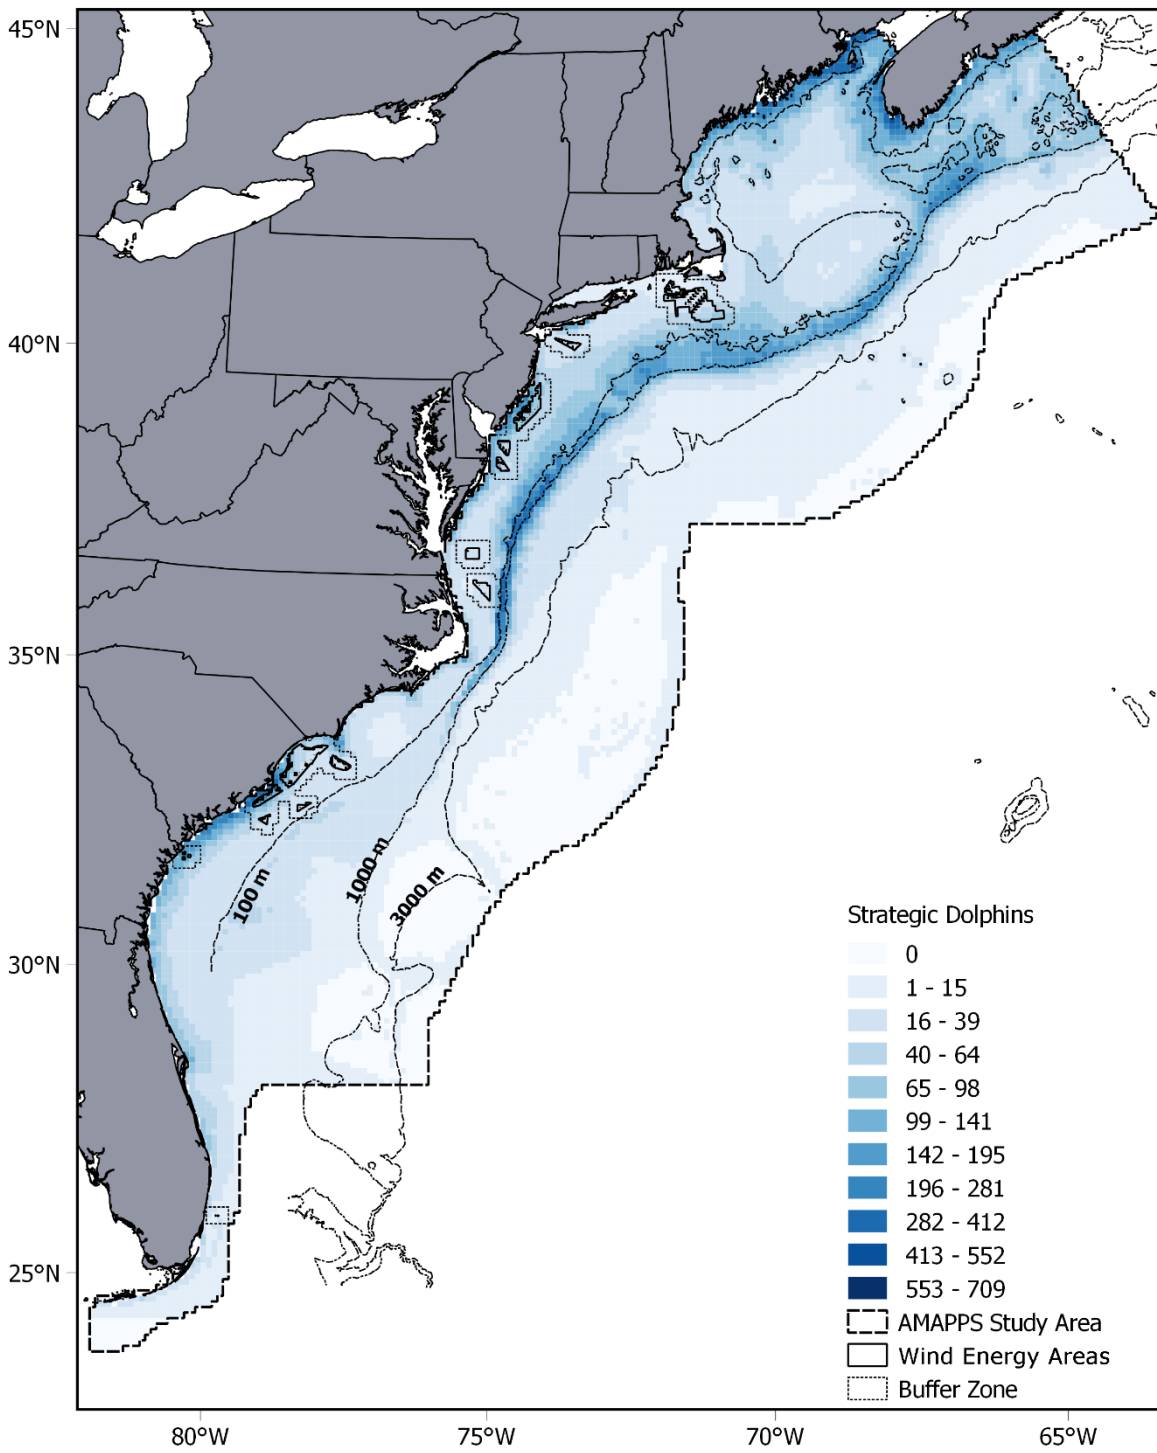 45°N
40°N
35°N
30°N
25°N
100 m
1000 m
3000 m
Strategic Dolphins
0
1 - 15
16 - 39
40 - 64
65 - 98
99 - 141
142 - 195
196 - 281
282 - 412
413 - 552
553 - 709
AMAPPS Study Area
Wind Energy Areas
Buffer Zone
80°W
75°W
70°W
65°W